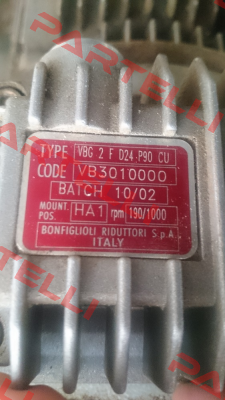 TYPE VBG 2 F D24 P90 CU
CODE VB3010000
BATCH 10/02
MOUNT. POS. HA1 rpm 190/1000
BONFIGLIOLI RIDUTTORI S.p.A.
ITALY
PARTELLI